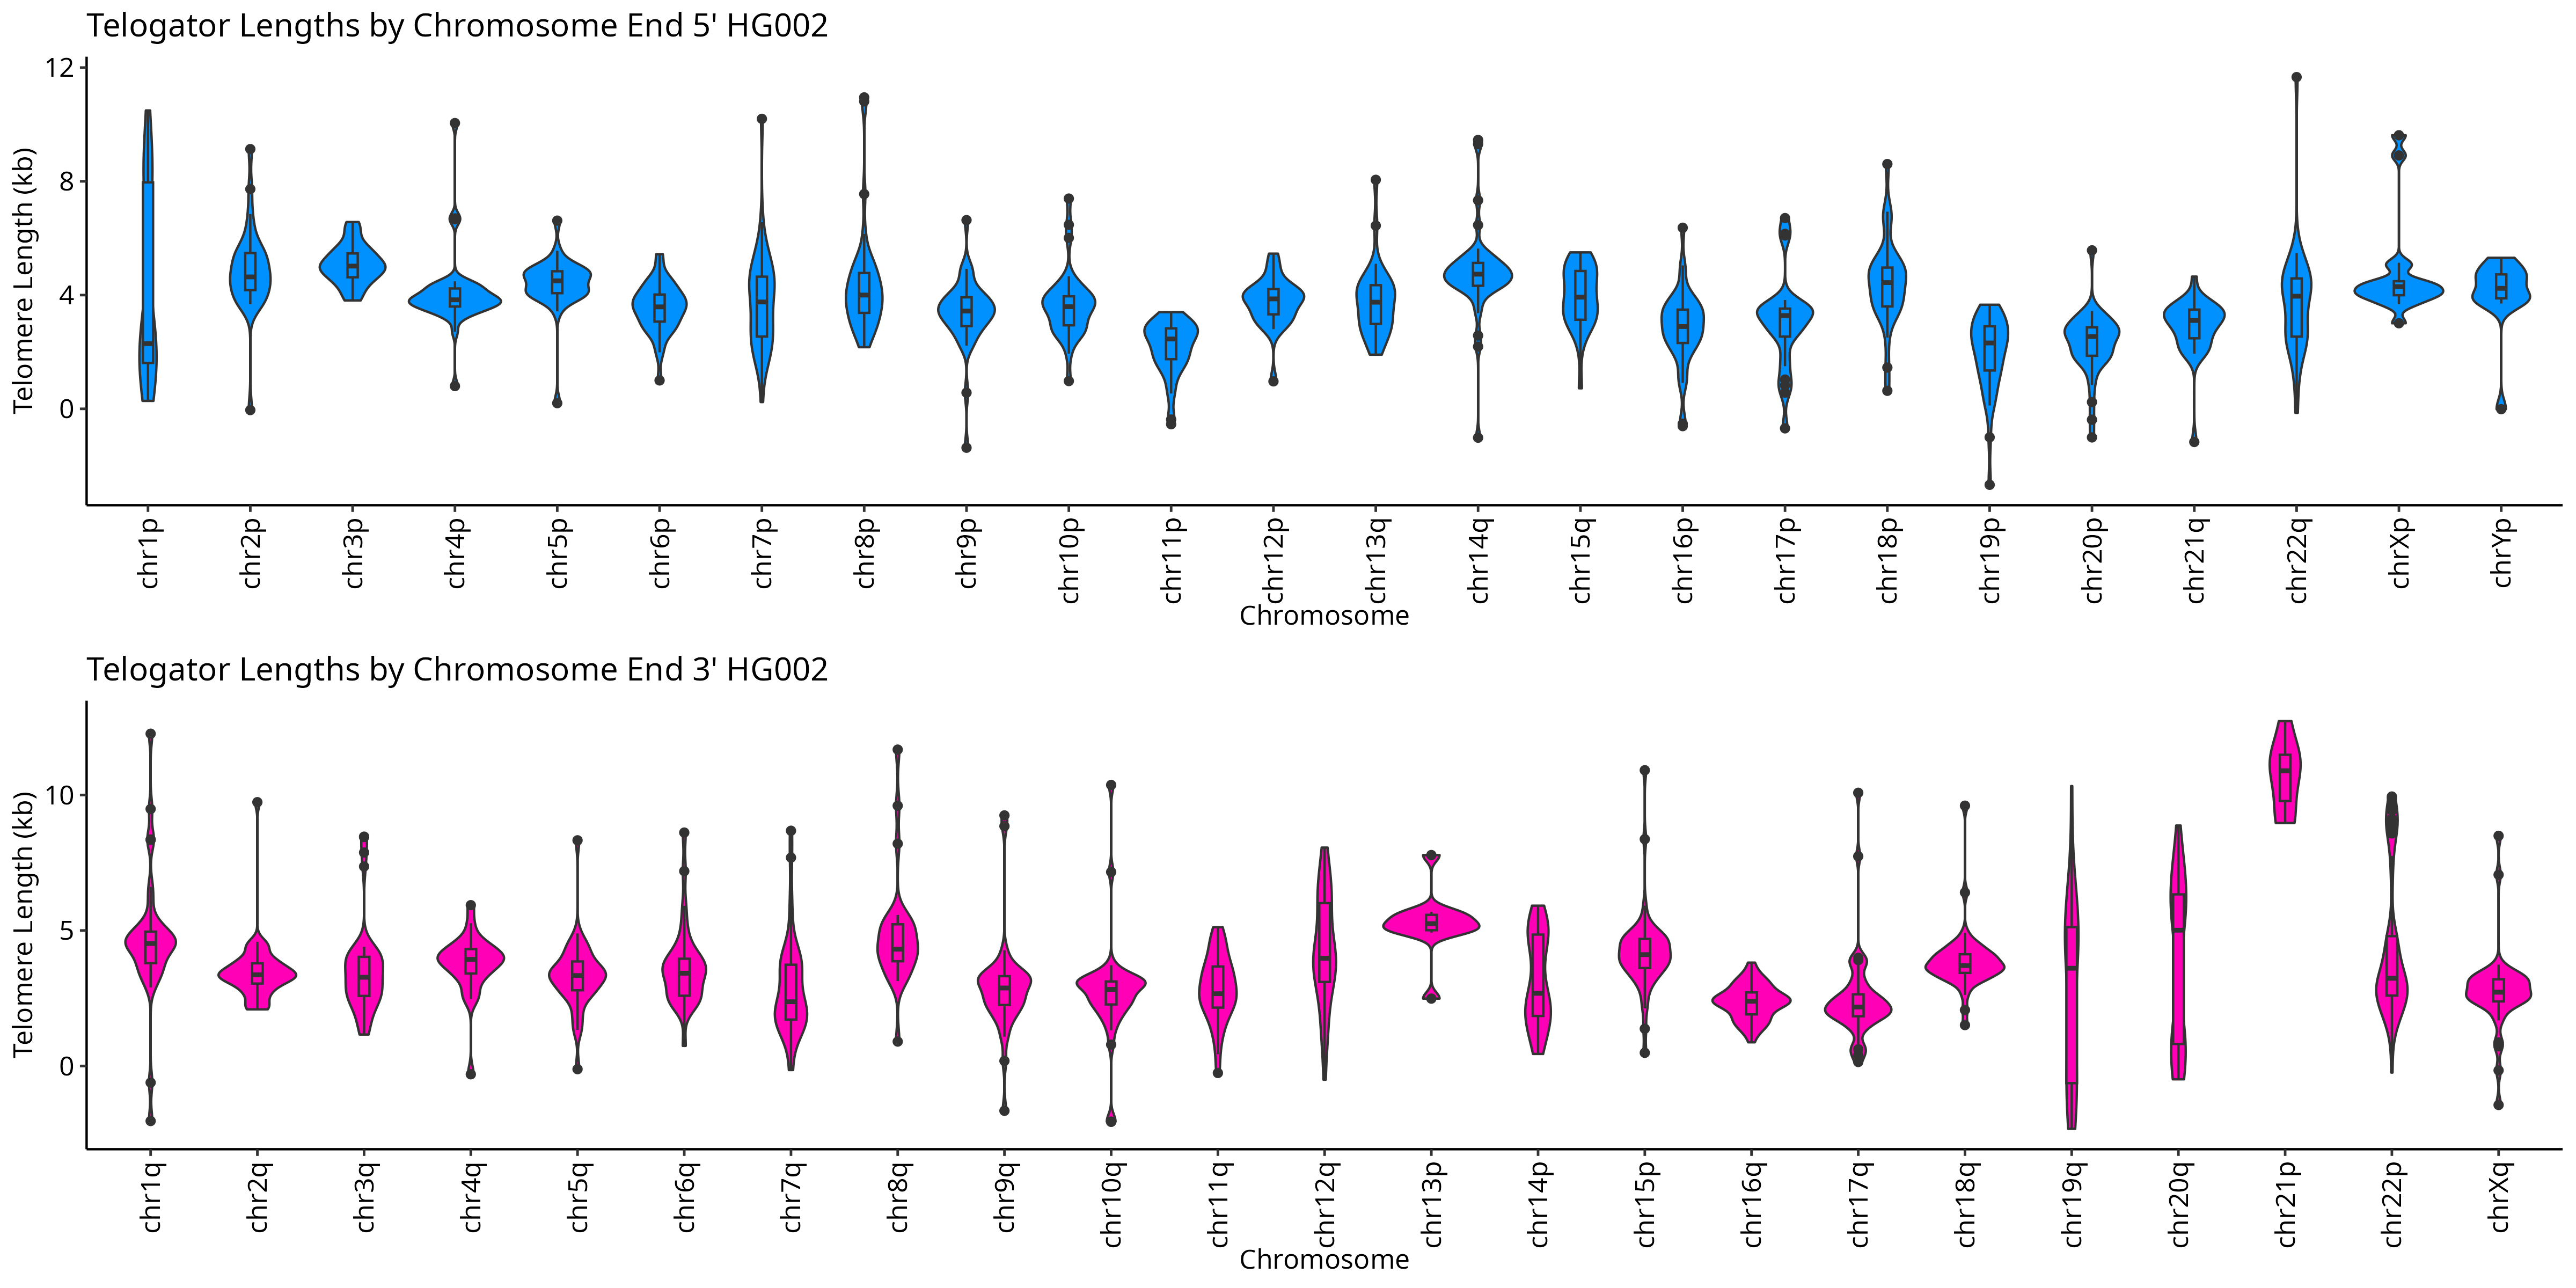 Telogator Lengths by Chromosome End 5' HG002
Telomere Length (kb)
12
8
4
0
chr1p
chr2p
chr3p
chr4p
chr5p
chr6p
chr7p
chr8p
chr9p
chr10p
chr11p
chr12p
chr13q
chr14q
chr15q
chr16p
chr17p
chr18p
chr19p
chr20p
chr21q
chr22q
chrXp
chrYp
Chromosome
Telogator Lengths by Chromosome End 3' HG002
Telomere Length (kb)
10
5
0
chr1q
chr2q
chr3q
chr4q
chr5q
chr6q
chr7q
chr8q
chr9q
chr10q
chr11q
chr12q
chr13p
chr14p
chr15p
chr16q
chr17q
chr18q
chr19q
chr20q
chr21p
chr22p
chrXq
Chromosome